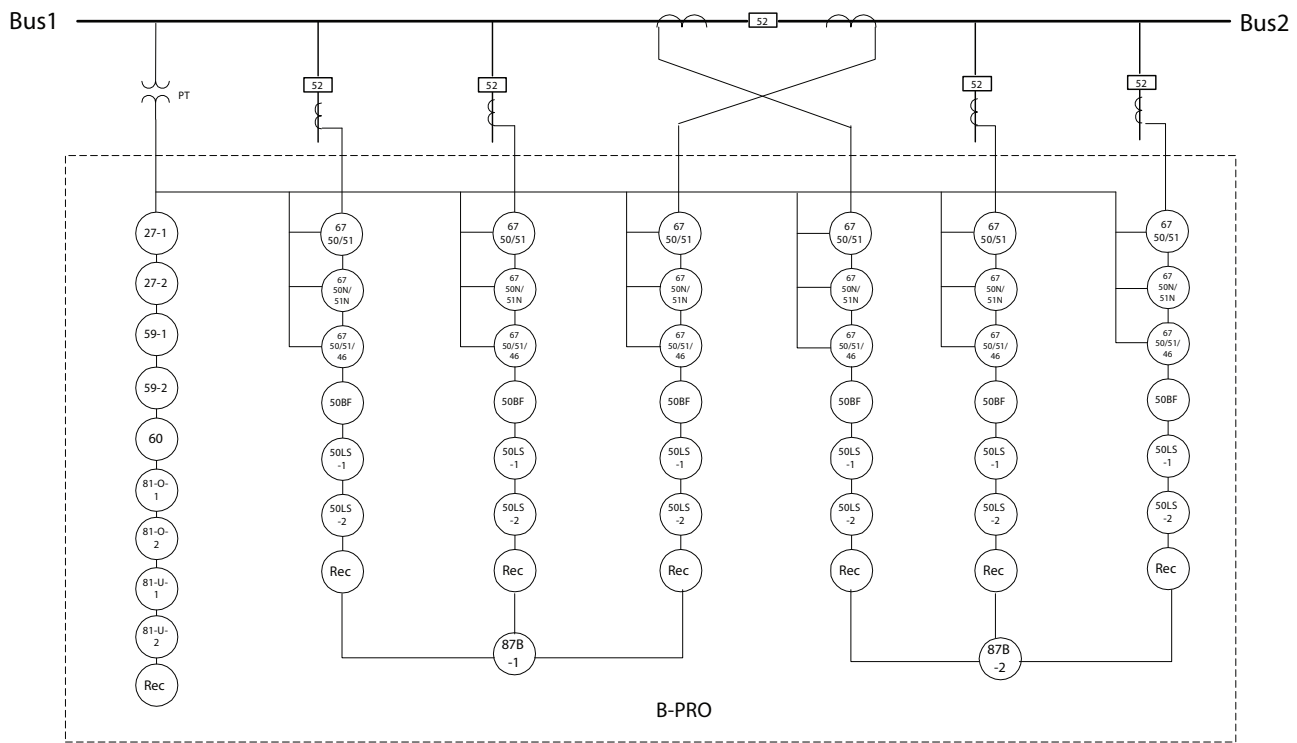 Bus1
52
Bus2
52
52
52
52
PT
27-1
27-2
59-1
59-2
60
81-O-
1
81-O-
2
81-U-
1
81-U-
2
Rec
67
50/51
67
50N/
51N
67
50/51/
46
50BF
50LS
-1
50LS
-2
Rec
67
50/51
67
50N/
51N
67
50/51/
46
50BF
50LS
-1
50LS
-2
Rec
67
50/51
67
50N/
51N
67
50/51/
46
50BF
50LS
-1
50LS
-2
Rec
67
50/51
67
50N/
51N
67
50/51/
46
50BF
50LS
-1
50LS
-2
Rec
67
50/51
67
50N/
51N
67
50/51/
46
50BF
50LS
-1
50LS
-2
Rec
67
50/51
67
50N/
51N
67
50/51/
46
50BF
50LS
-1
50LS
-2
Rec
87B
-1
87B
-2
B-PRO